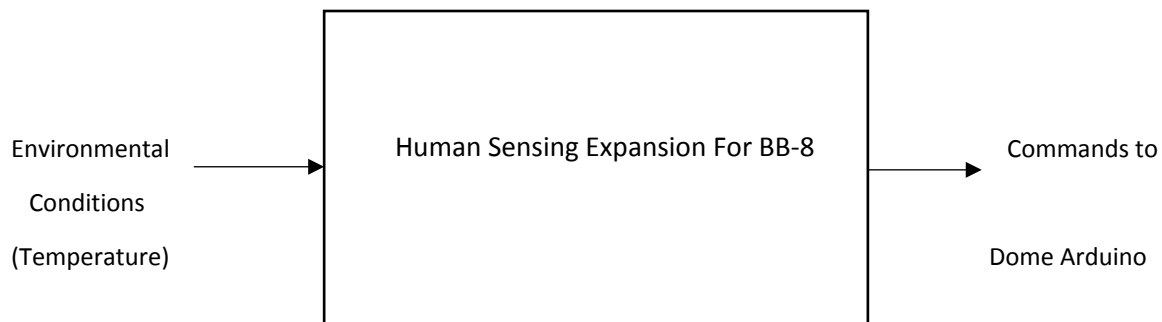 Environmental
Conditions
(Temperature)
Human Sensing Expansion For BB-8
Commands to
Dome Arduino